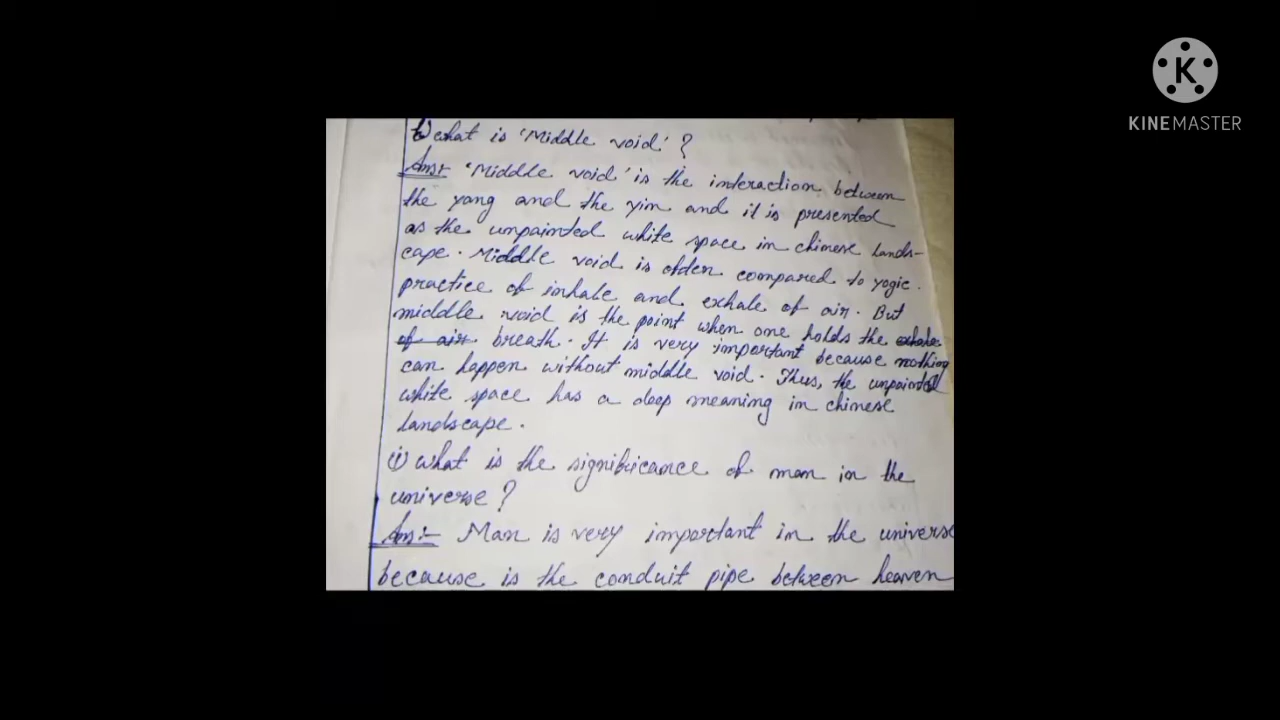 K
KINEMASTER
h) what is 'Middle void' ?
Ans:- 'Middle void' is the interaction between
the yang and the yin and it is presented
as the unpainted white space in chinese lands-
cape. Middle void is often compared to yogic
practice of inhale and exhale of air. But
middle void is the point when one holds the exhale
of air breath. It is very important because nothing
can happen without middle void. Thus, the unpainted
white space has a deep meaning in chinese
landscape.
i) what is the significance of man in the
universe ?
Ans:- Man is very important in the universe
because is the conduit pipe between heaven